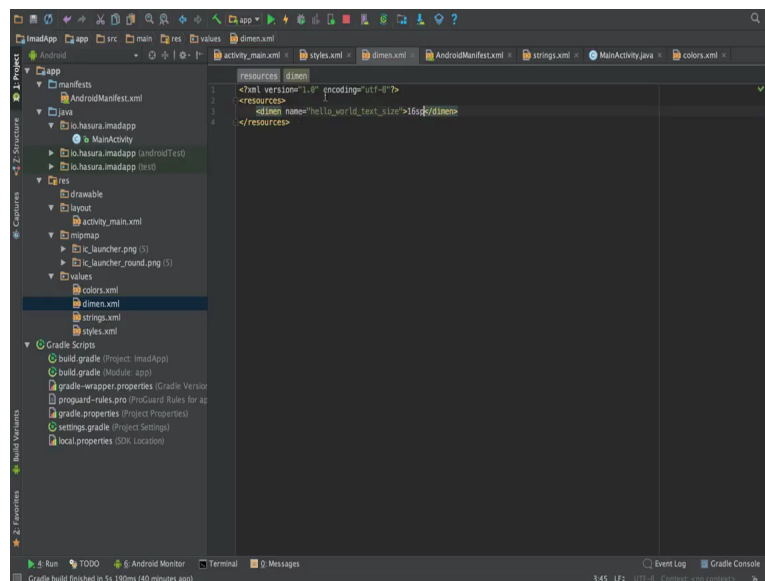 app
ImadApp app src main res values dimen.xml
Android
activity_main.xml styles.xml dimen.xml AndroidManifest.xml strings.xml MainActivity.java colors.xml
1: Project
Z: Structure
Captures
Build Variants
2: Favorites
app
manifests
AndroidManifest.xml
java
io.hasura.imadapp
MainActivity
io.hasura.imadapp (androidTest)
io.hasura.imadapp (test)
res
drawable
layout
activity_main.xml
mipmap
ic_launcher.png (5)
ic_launcher_round.png (5)
values
colors.xml
dimen.xml
strings.xml
styles.xml
Gradle Scripts
build.gradle (Project: ImadApp)
build.gradle (Module: app)
gradle-wrapper.properties (Gradle Version
proguard-rules.pro (ProGuard Rules for ap
gradle.properties (Project Properties)
settings.gradle (Project Settings)
local.properties (SDK Location)
resources dimen
1 <?xml version="1.0" encoding="utf-8"?>
2 <resources>
3 <dimen name="hello_world_text_size">16sp</dimen>
4 </resources>
4: Run TODO 6: Android Monitor Terminal 0: Messages Event Log Gradle Console
Gradle build finished in 5s 190ms (40 minutes ago) 3:45 LF: UTF-8 Context: <no context>